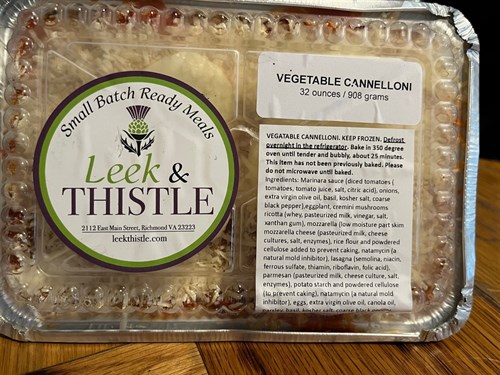 Small Batch Ready Meals
Leek &
THISTLE
2112 East Main Street, Richmond VA 23223
leekthistle.com
VEGETABLE CANNELLONI
32 ounces / 908 grams
VEGATABLE CANNELLONI. KEEP FROZEN. Defrost
overnight in the refrigerator. Bake in 350 degree
oven until tender and bubbly, about 25 minutes.
This item has not been previously baked. Please
do not microwave until baked.
Ingredients: Marinara sauce (diced tomatoes (
tomatoes, tomato juice, salt, citric acid), onions,
extra virgin olive oil, basil, kosher salt, coarse
black pepper),eggplant, cremini mushrooms
ricotta (whey, pasteurized milk, vinegar, salt,
xanthan gum), mozzarella (low moisture part skim
mozzarella cheese (pasteurized milk, cheese
cultures, salt, enzymes), rice flour and powdered
cellulose added to prevent caking, natamycin (a
natural mold inhibitor), lasagna (semolina, niacin,
ferrous sulfate, thiamin, riboflavin, folic acid),
parmesan (pasteurized milk, cheese culture, salt,
enzymes), potato starch and powdered cellulose
(to prevent caking), natamycin (a natural mold
inhibitor), eggs, extra virgin olive oil, canola oil,
parsley, basil, kosher salt, coarse black